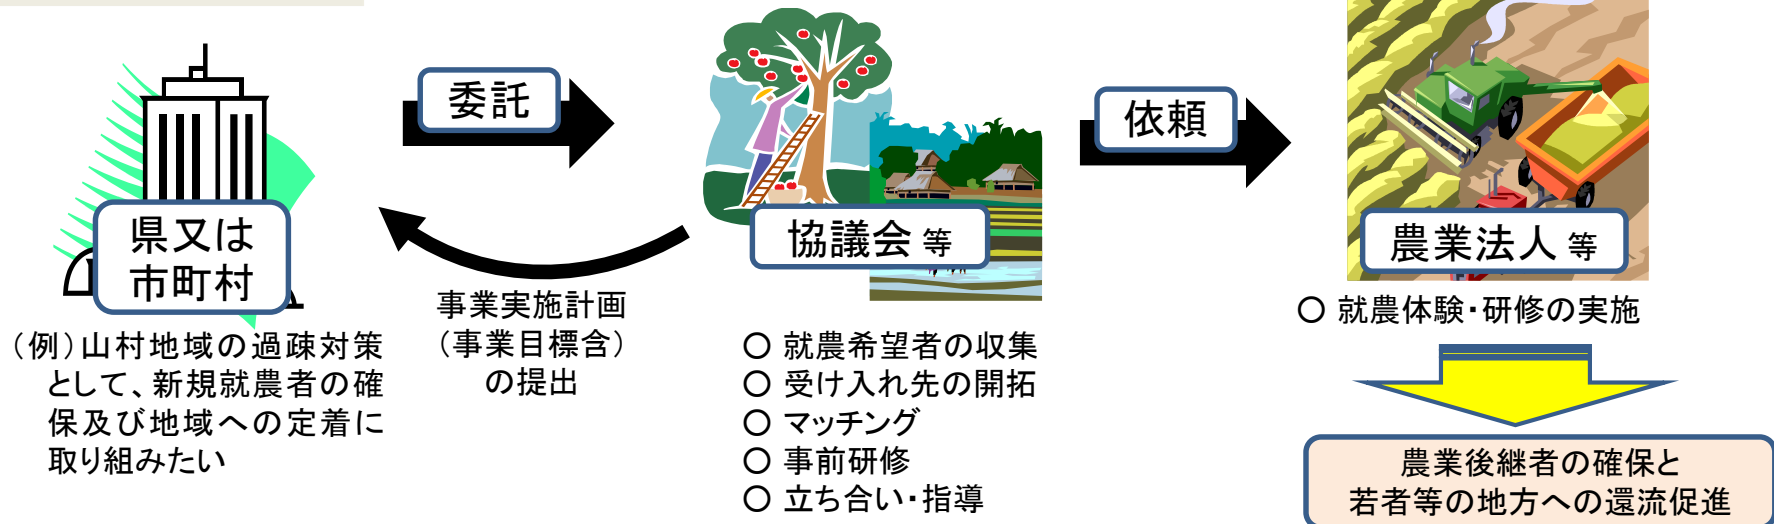 委託
依頼
県又は
市町村
協議会 等
農業法人 等
事業実施計画
（事業目標含）
の提出
（例）山村地域の過疎対策
として、新規就農者の確
保及び地域への定着に
取り組みたい
○ 就農希望者の収集
○ 受け入れ先の開拓
○ マッチング
○ 事前研修
○ 立ち合い・指導
○ 就農体験・研修の実施
農業後継者の確保と
若者等の地方への還流促進